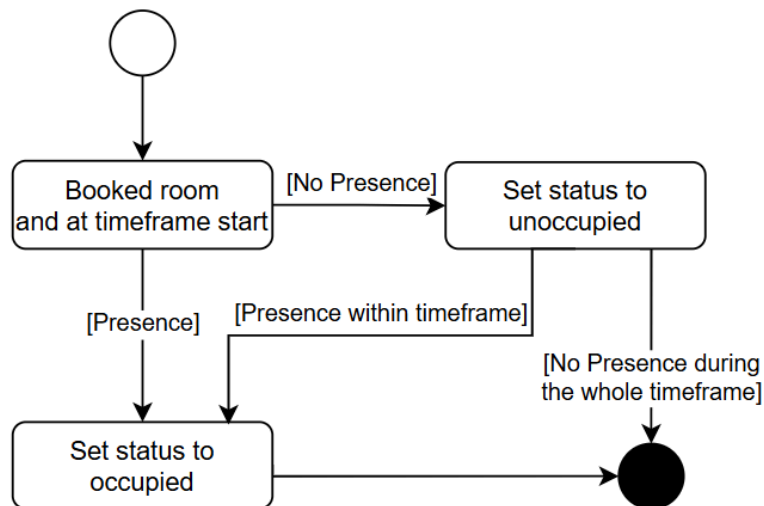 Booked room
and at timeframe start
[No Presence]
Set status to
unoccupied
[Presence]
[Presence within timeframe]
[No Presence during
the whole timeframe]
Set status to
occupied